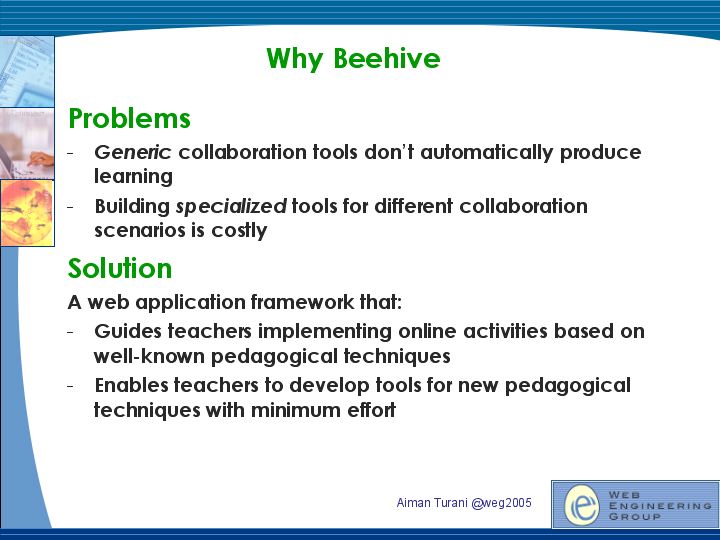 Why Beehive
Problems
- Generic collaboration tools don't automatically produce
learning
- Building specialized tools for different collaboration
scenarios is costly
Solution
A web application framework that:
- Guides teachers implementing online activities based on
well-known pedagogical techniques
- Enables teachers to develop tools for new pedagogical
techniques with minimum effort
Aiman Turani @weg2005
e
Web
Engineering
Group